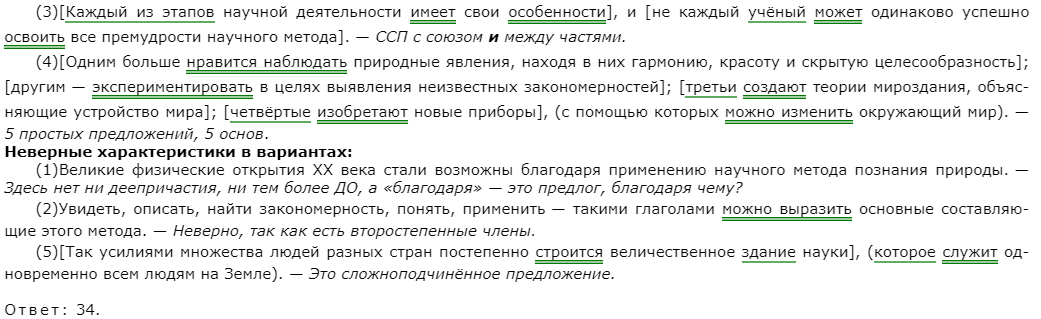 (3)[Каждый из этапов научной деятельности имеет свои особенности], и [не каждый учёный может одинаково успешно
освоить все премудрости научного метода]. — ССП с союзом и между частями.
(4)[Одним больше нравится наблюдать природные явления, находя в них гармонию, красоту и скрытую целесообразность];
[другим — экспериментировать в целях выявления неизвестных закономерностей]; [третьи создают теории мироздания, объяс-
няющие устройство мира]; [четвёртые изобретают новые приборы], (с помощью которых можно изменить окружающий мир). —
5 простых предложений, 5 основ.
Неверные характеристики в вариантах:
(1)Великие физические открытия XX века стали возможны благодаря применению научного метода познания природы. —
Здесь нет ни деепричастия, ни тем более ДО, а «благодаря» — это предлог, благодаря чему?
(2)Увидеть, описать, найти закономерность, понять, применить — такими глаголами можно выразить основные составляю-
щие этого метода. — Неверно, так как есть второстепенные члены.
(5)[Так усилиями множества людей разных стран постепенно строится величественное здание науки], (которое служит од-
новременно всем людям на Земле). — Это сложноподчинённое предложение.
Ответ: 34.